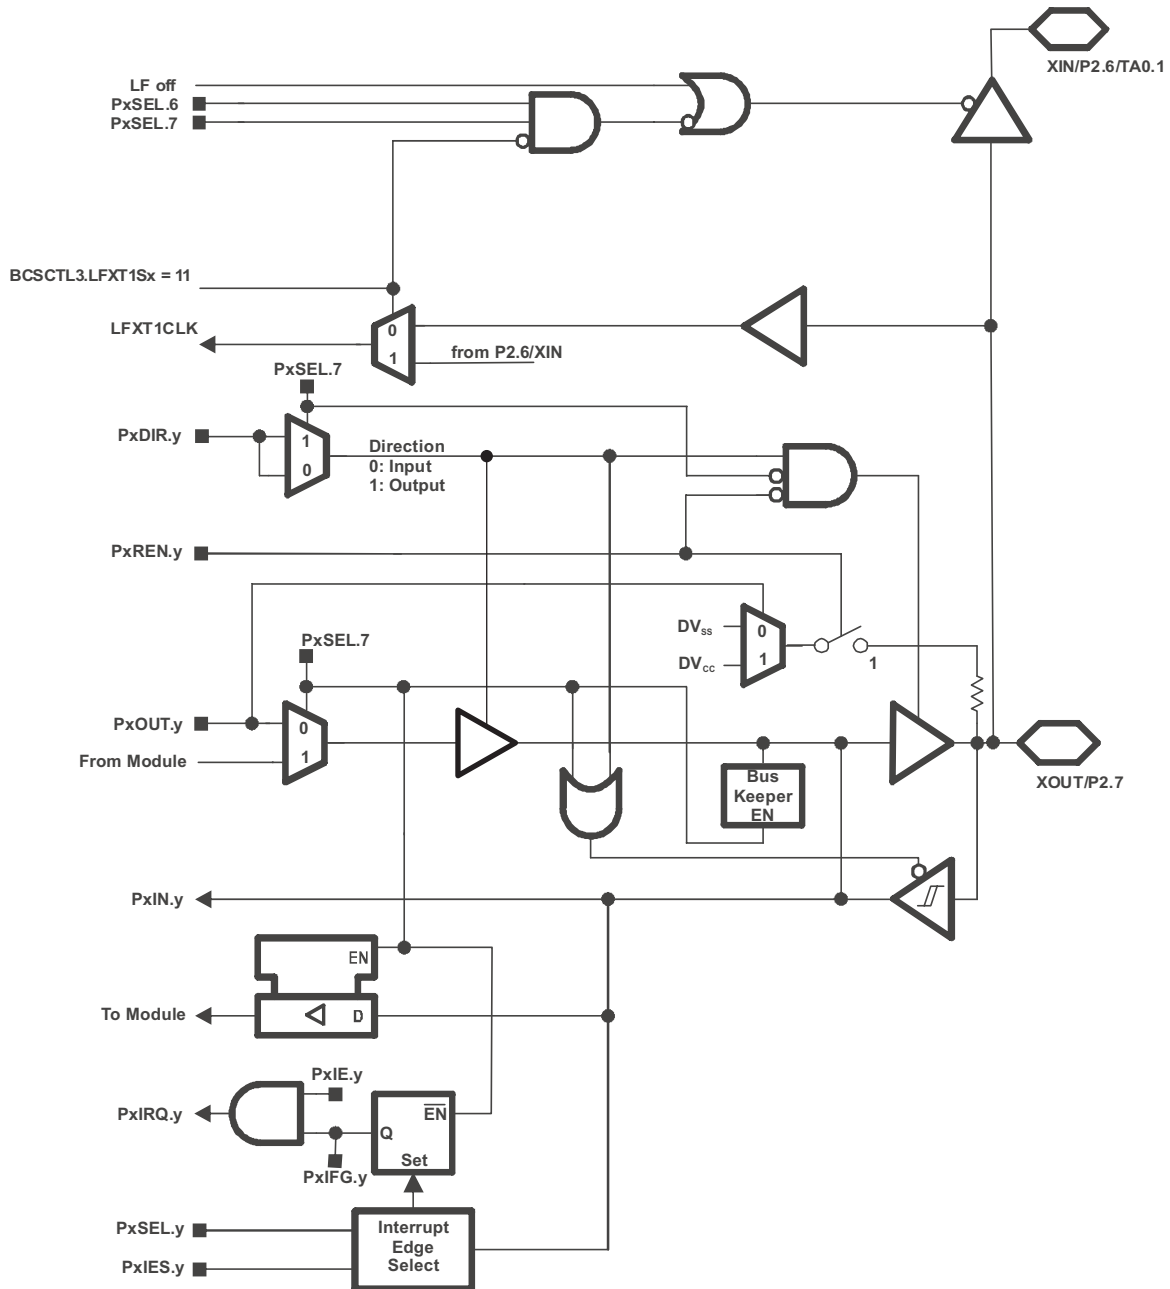 XIN/P2.6/TA0.1
LF off
PxSEL.6
PxSEL.7
BCSCTL3.LFXT1Sx = 11
LFXT1CLK
0
1
from P2.6/XIN
PxSEL.7
PxDIR.y
1
0
Direction
0: Input
1: Output
PxREN.y
DVSS
DVCC
0
1
1
PxSEL.7
PxOUT.y
From Module
0
1
Bus
Keeper
EN
XOUT/P2.7
PxIN.y
EN
D
To Module
PxIE.y
PxIRQ.y
EN
Q
Set
PxIFG.y
PxSEL.y
PxIES.y
Interrupt
Edge
Select